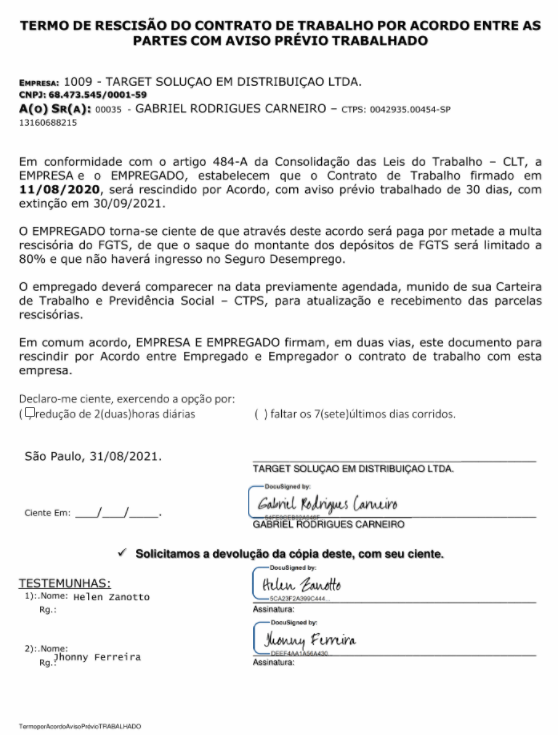 TERMO DE RESCISÃO DO CONTRATO DE TRABALHO POR ACORDO ENTRE AS
PARTES COM AVISO PRÉVIO TRABALHADO
EMPRESA: 1009 - TARGET SOLUÇAO EM DISTRIBUIÇAO LTDA.
CNPJ: 68.473.545/0001-59
A(O) SR(A): 00035 - GABRIEL RODRIGUES CARNEIRO – CTPS: 0042935.00454-SP
13160688215
Em conformidade com o artigo 484-A da Consolidação das Leis do Trabalho – CLT, a
EMPRESA e o EMPREGADO, estabelecem que o Contrato de Trabalho firmado em
11/08/2020, será rescindido por Acordo, com aviso prévio trabalhado de 30 dias, com
extinção em 30/09/2021.
O EMPREGADO torna-se ciente de que através deste acordo será paga por metade a multa
rescisória do FGTS, de que o saque do montante dos depósitos de FGTS será limitado a
80% e que não haverá ingresso no Seguro Desemprego.
O empregado deverá comparecer na data previamente agendada, munido de sua Carteira
de Trabalho e Previdência Social – CTPS, para atualização e recebimento das parcelas
rescisórias.
Em comum acordo, EMPRESA E EMPREGADO firmam, em duas vias, este documento para
rescindir por Acordo entre Empregado e Empregador o contrato de trabalho com esta
empresa.
Declaro-me ciente, exercendo a opção por:
( )redução de 2(duas)horas diárias ( ) faltar os 7(sete)últimos dias corridos.
São Paulo, 31/08/2021.
TARGET SOLUÇAO EM DISTRIBUIÇAO LTDA.
DocuSigned by:
Gabriel Rodrigues Carneiro
Ciente Em: ___/___/____.
GABRIEL RODRIGUES CARNEIRO
✓ Solicitamos a devolução da cópia deste, com seu ciente.
TESTEMUNHAS:
DocuSigned by:
1):.Nome: Helen Zanotto
Helen Zanotto
Rg.:
Assinatura:
DocuSigned by:
Jhonny Ferreira
2):.Nome:
Rg.: Jhonny Ferreira
Assinatura:
TermoporAcordoAvisoPrévioTRABALHADO